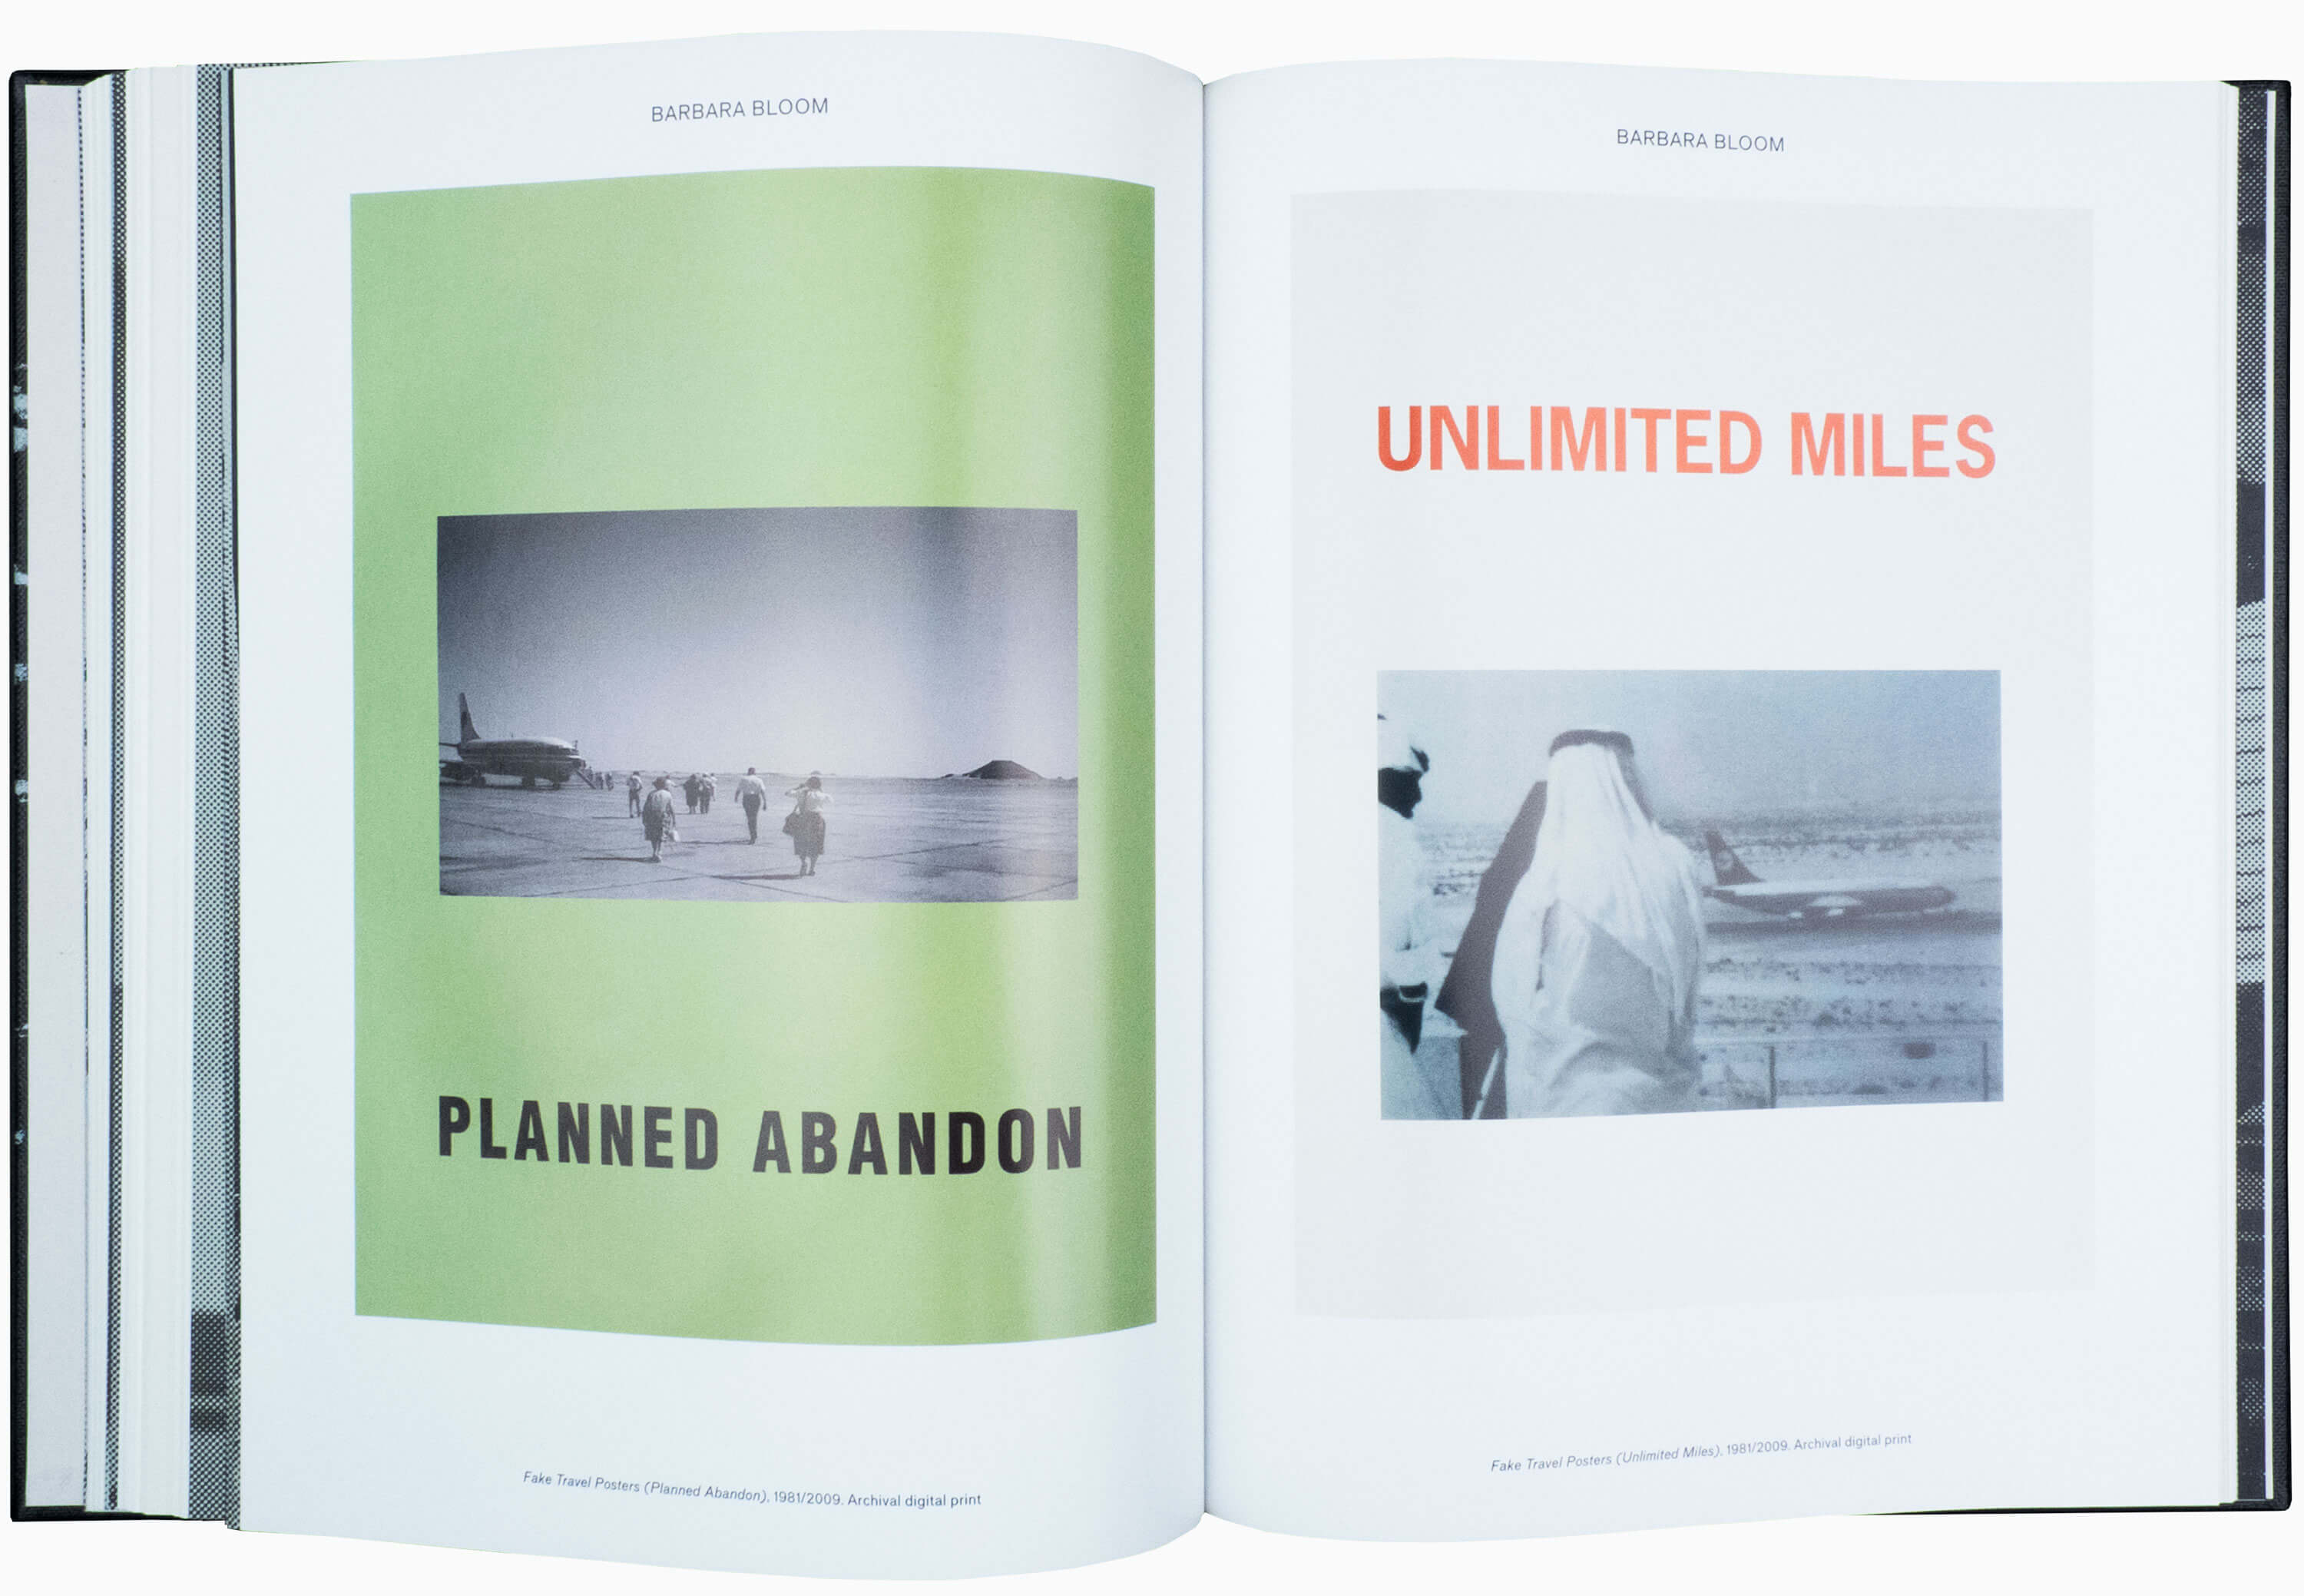 BARBARA BLOOM
PLANNED ABANDON
Fake Travel Posters (Planned Abandon), 1981/2009. Archival digital print
BARBARA BLOOM
UNLIMITED MILES
Fake Travel Posters (Unlimited Miles), 1981/2009. Archival digital print